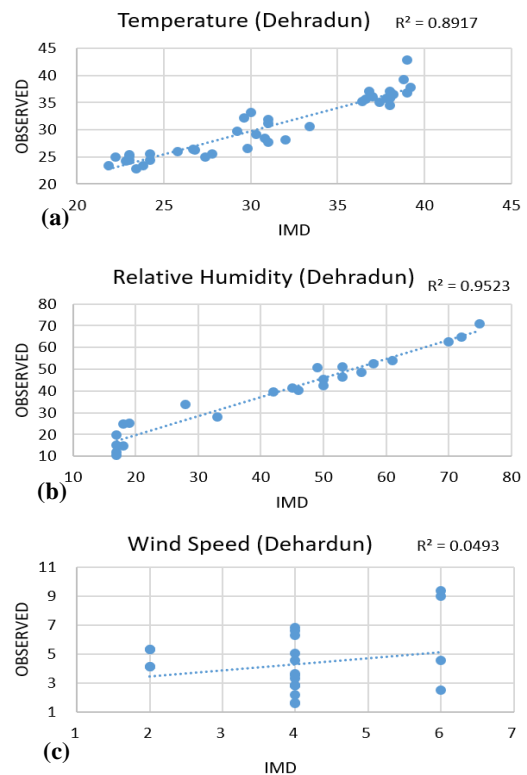 Temperature (Dehradun) R² = 0.8917
45
40
35
30
25
20
OBSERVED
20 25 30 35 40 45
IMD
(a)
Relative Humidity (Dehradun) R² = 0.9523
80
70
60
50
40
30
20
10
OBSERVED
10 20 30 40 50 60 70 80
IMD
(b)
Wind Speed (Dehardun) R² = 0.0493
11
9
7
5
3
1
OBSERVED
1 2 3 4 5 6 7
IMD
(c)